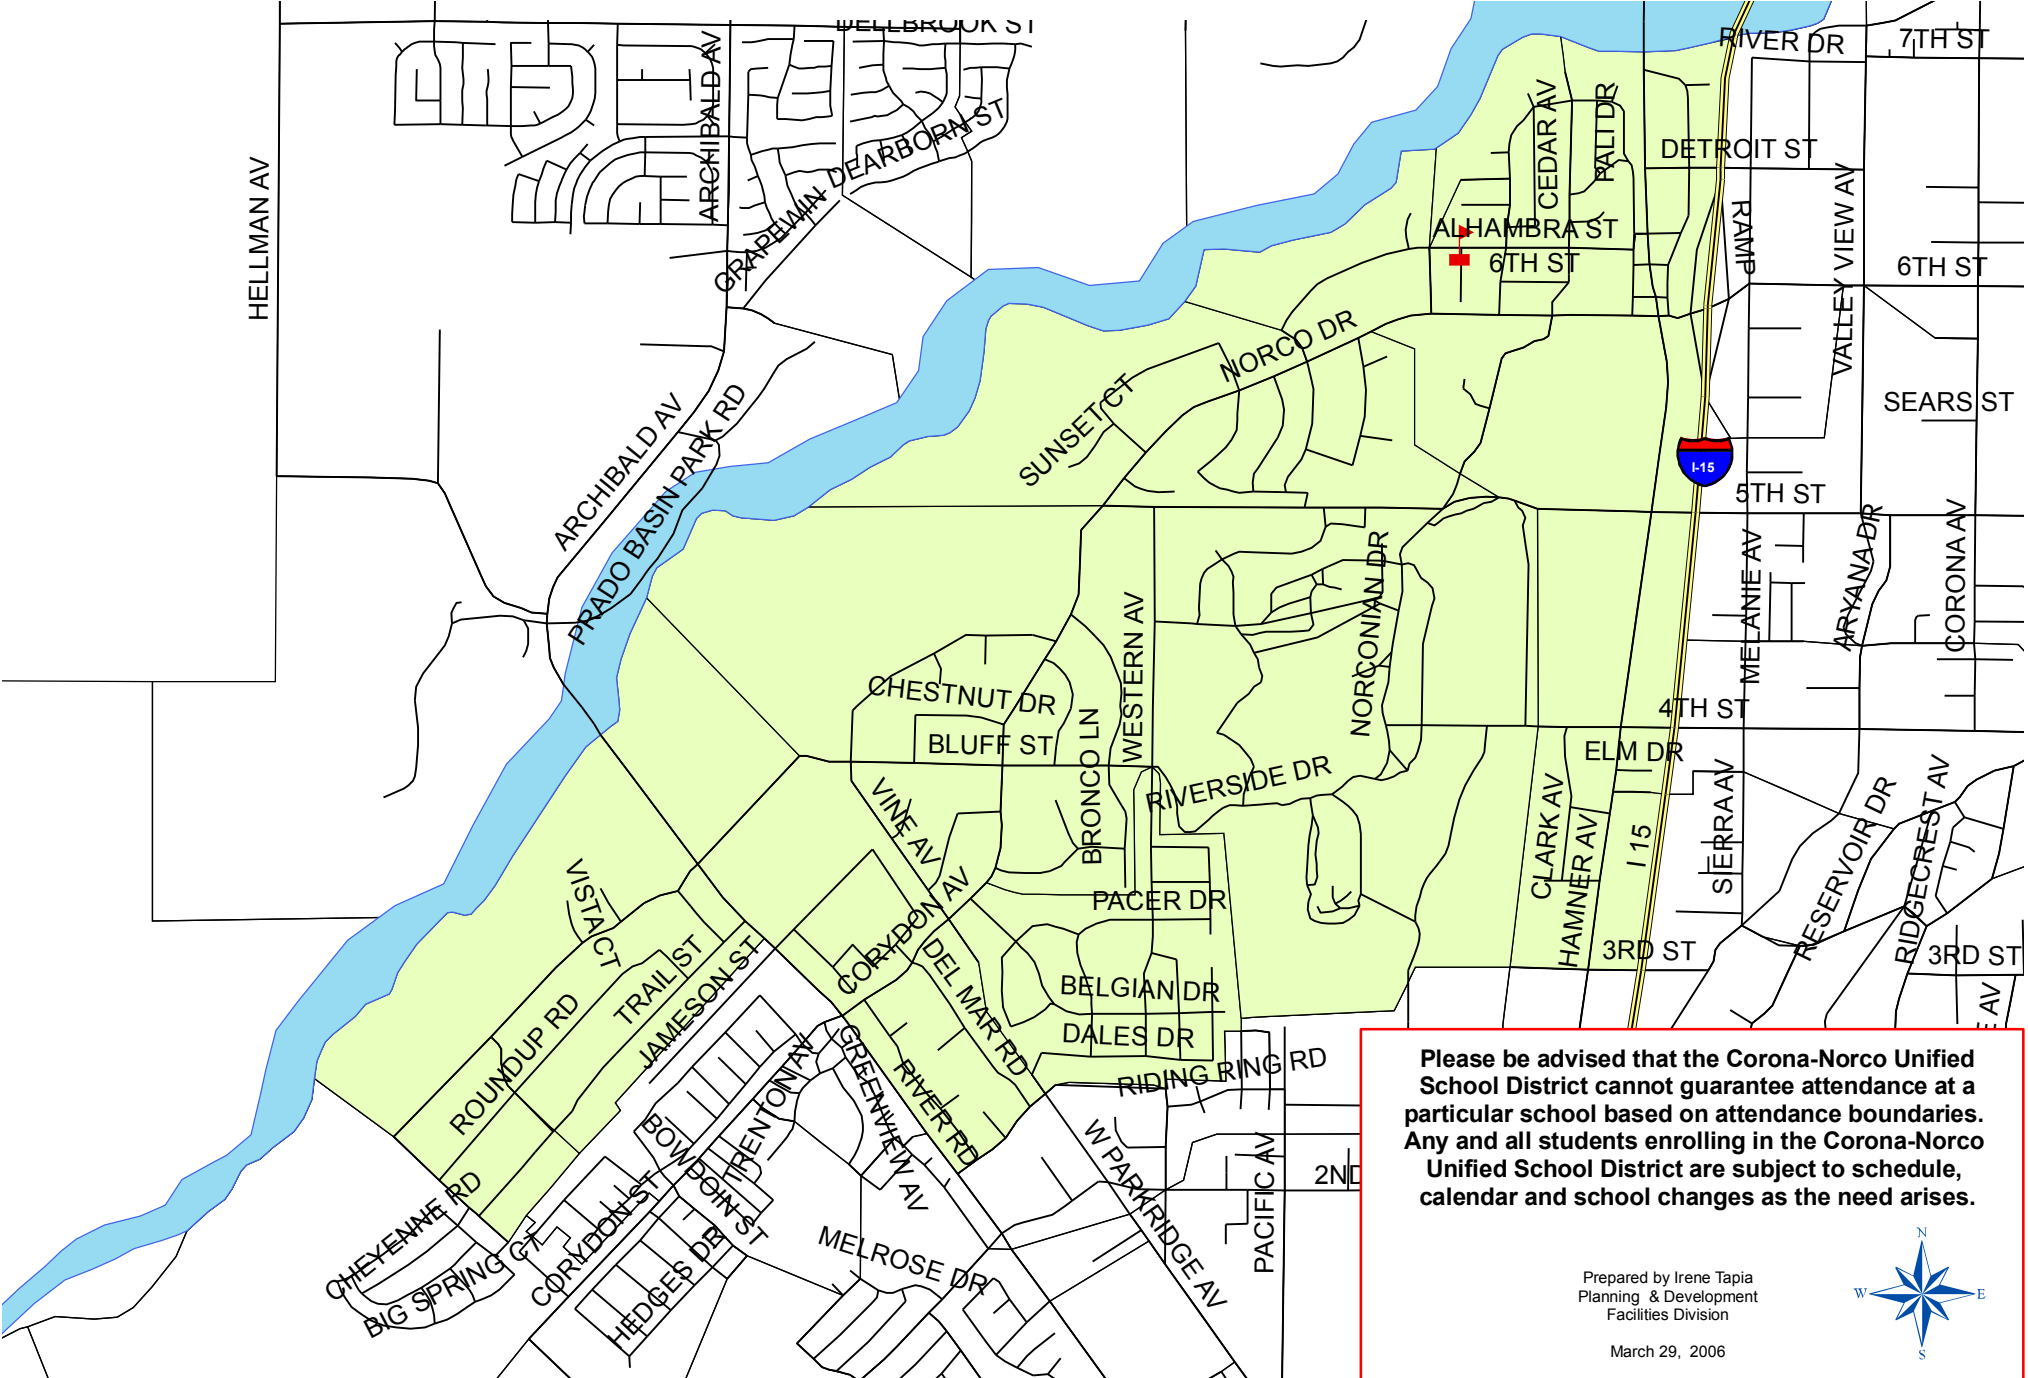 DELLBROOK ST
RIVER DR
7TH ST
ARCHIBALD AV
CEDAR AV
PALI DR
DEARBORN ST
DETROIT ST
HELLMAN AV
GRAPEWIN
ALHAMBRA ST
6TH ST
RAMP
VALLEY VIEW AV
6TH ST
NORCO DR
SUNSET CT
SEARS ST
ARCHIBALD AV
PRADO BASIN PARK RD
I-15
5TH ST
NORCONIAN DR
WESTERN AV
MELANIE AV
ARYANA DR
CORONA AV
CHESTNUT DR
BLUFF ST
BRONCO LN
4TH ST
ELM DR
RIVERSIDE DR
VINE AV
CLARK AV
HAMNER AV
I 15
SIERRA AV
RESERVOIR DR
RIDGECREST AV
VISTA CT
CORYDON AV
PACER DR
3RD ST
3RD ST
TRAIL ST
JAMESON ST
DEL MAR RD
BELGIAN DR
DALES DR
E AV
ROUNDUP RD
GREENVIEW AV
RIVER RD
RIDING RING RD
TRENTON AV
BOWDOIN ST
W PARKRIDGE AV
PACIFIC AV
2ND
CHEYENNE RD
BIG SPRING CT
CORYDON ST
HEDGES DR
MELROSE DR
Please be advised that the Corona-Norco Unified
School District cannot guarantee attendance at a
particular school based on attendance boundaries.
Any and all students enrolling in the Corona-Norco
Unified School District are subject to schedule,
calendar and school changes as the need arises.
Prepared by Irene Tapia
Planning & Development
Facilities Division
March 29, 2006
N
W
E
S